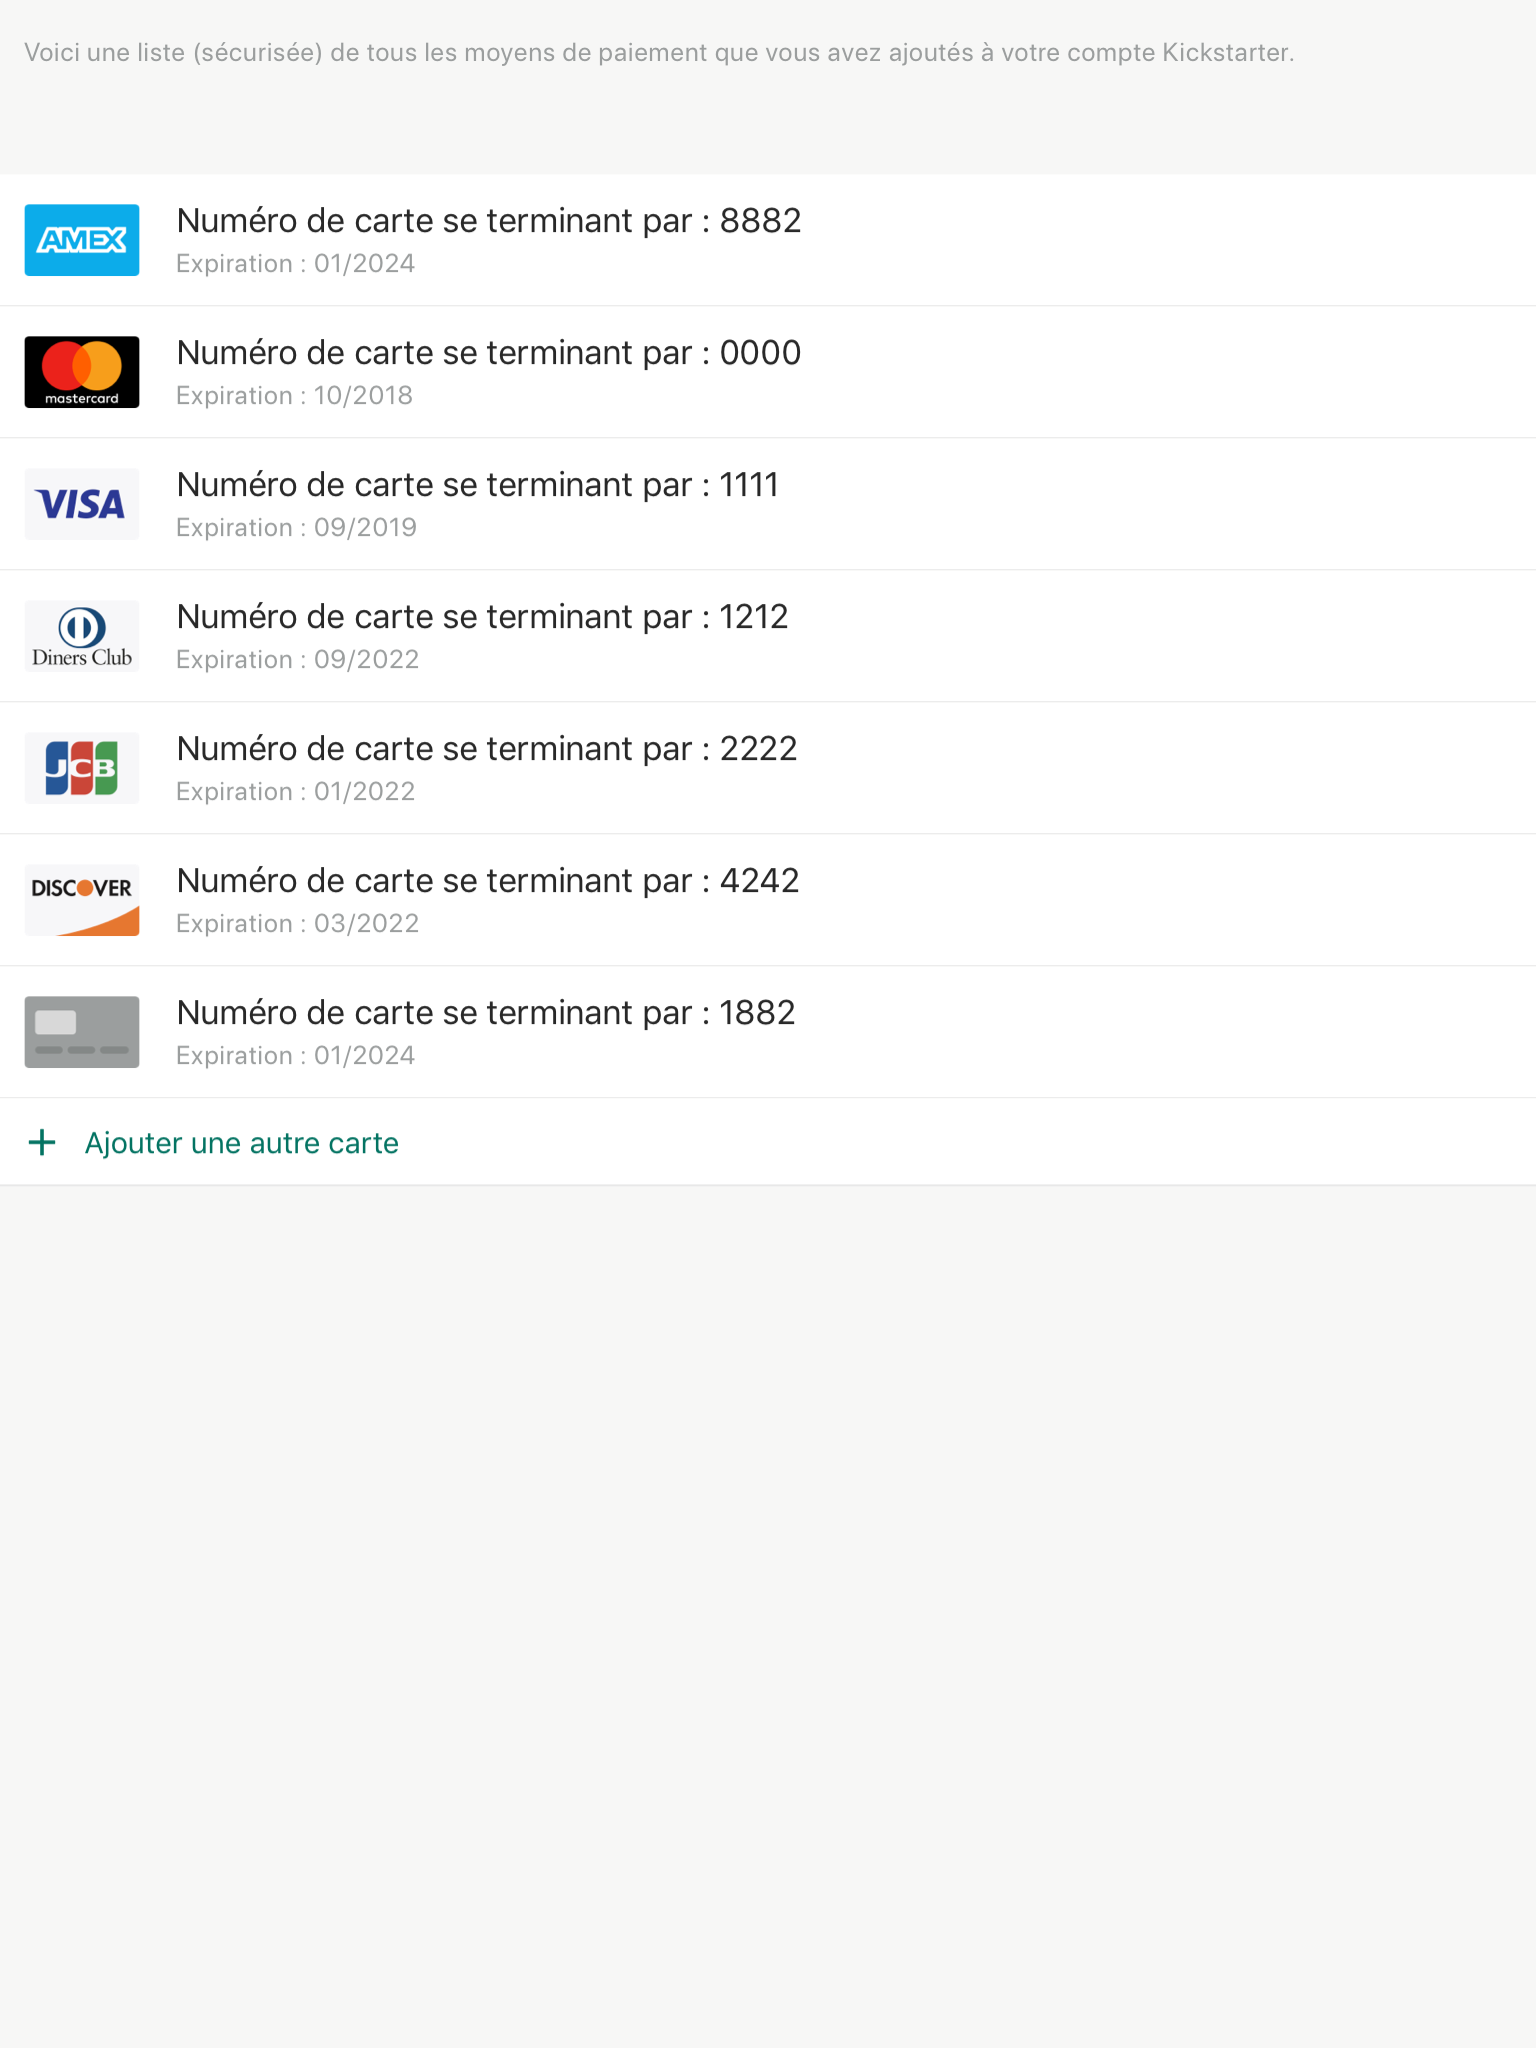 Voici une liste (sécurisée) de tous les moyens de paiement que vous avez ajoutés à votre compte Kickstarter.
AMEX
Numéro de carte se terminant par : 8882
Expiration : 01/2024
mastercard
Numéro de carte se terminant par : 0000
Expiration : 10/2018
VISA
Numéro de carte se terminant par : 1111
Expiration : 09/2019
Diners Club
Numéro de carte se terminant par : 1212
Expiration : 09/2022
JCB
Numéro de carte se terminant par : 2222
Expiration : 01/2022
DISCOVER
Numéro de carte se terminant par : 4242
Expiration : 03/2022
Numéro de carte se terminant par : 1882
Expiration : 01/2024
+ Ajouter une autre carte